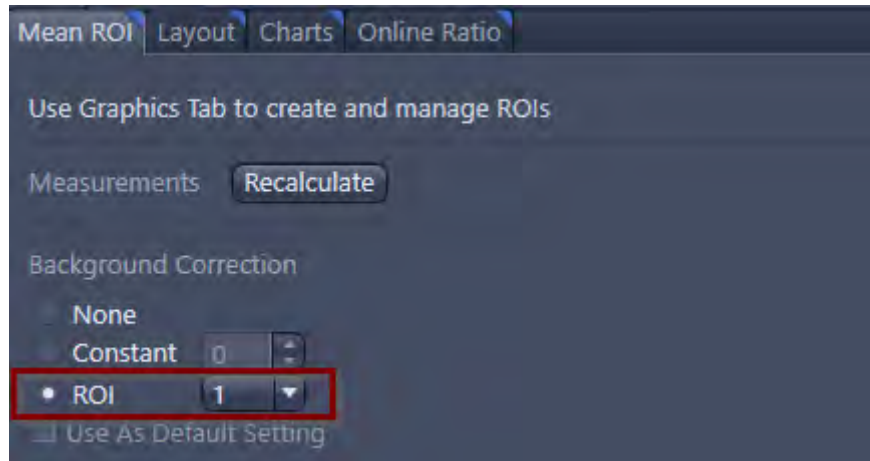 Mean ROI Layout Charts Online Ratio
Use Graphics Tab to create and manage ROIs
Measurements Recalculate
Background Correction
None
Constant 0
ROI 1
Use As Default Setting